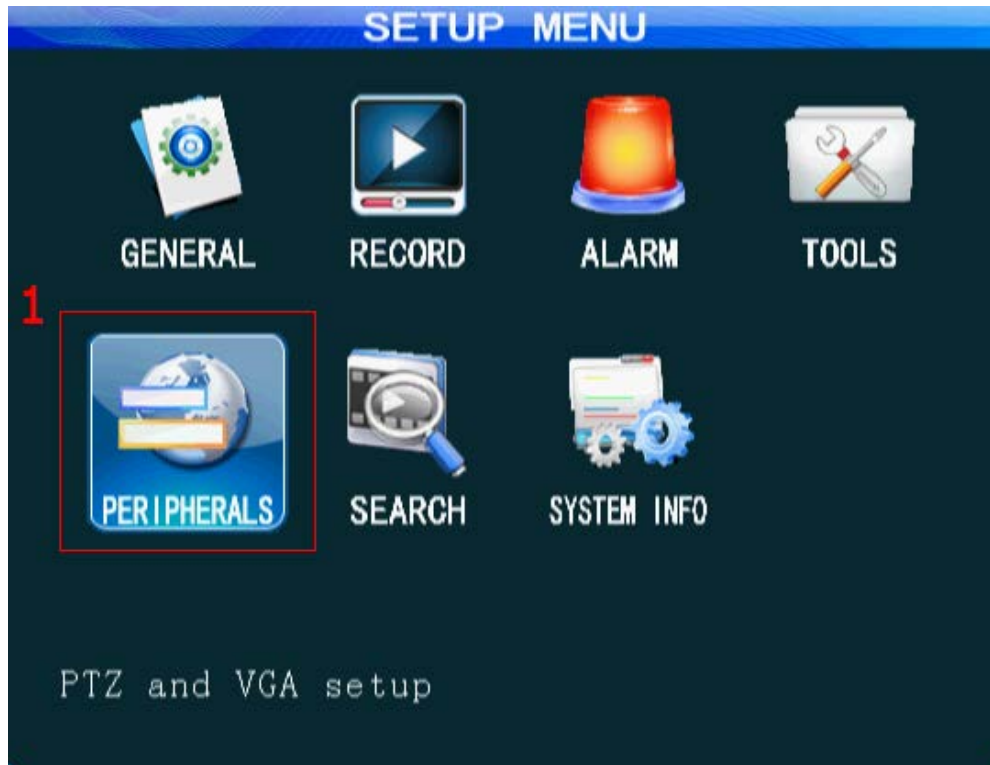 SETUP MENU
GENERAL RECORD ALARM TOOLS
1
PERIPHERALS SEARCH SYSTEM INFO
PTZ and VGA setup